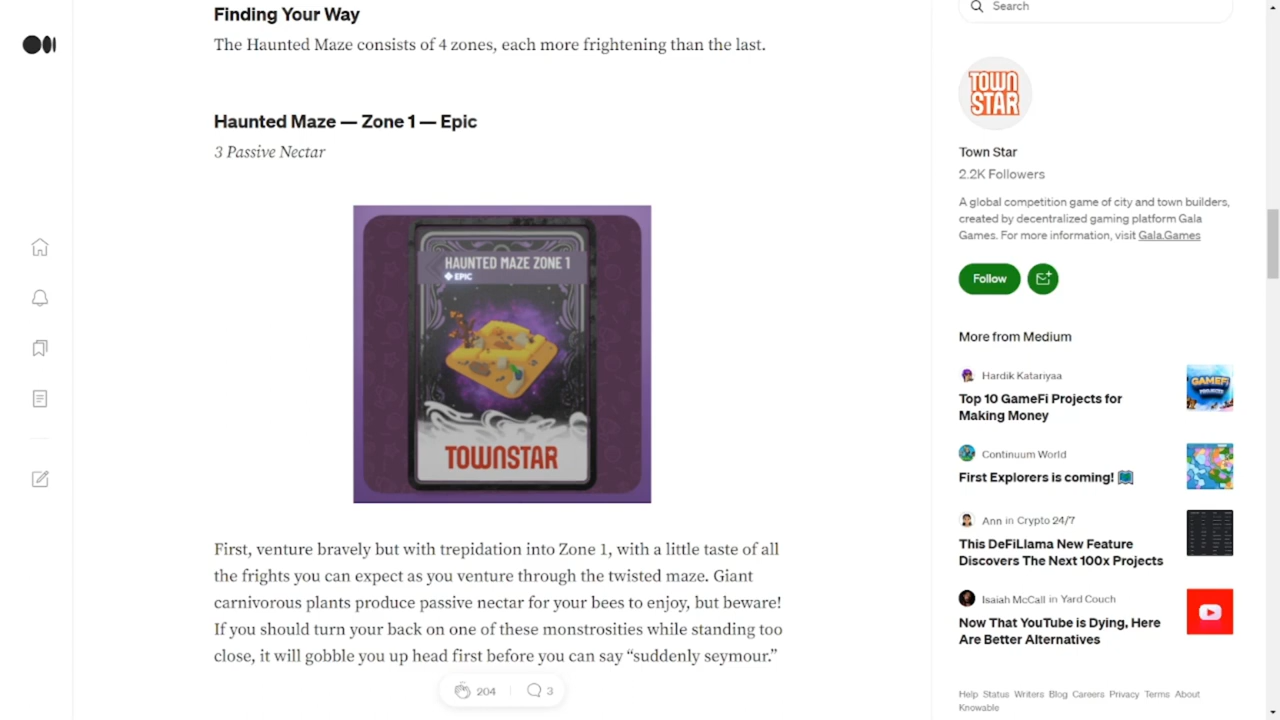 Finding Your Way
The Haunted Maze consists of 4 zones, each more frightening than the last.
Haunted Maze — Zone 1 — Epic
3 Passive Nectar
HAUNTED MAZE ZONE 1
EPIC
TOWNSTAR
First, venture bravely but with trepidation into Zone 1, with a little taste of all
the frights you can expect as you venture through the twisted maze. Giant
carnivorous plants produce passive nectar for your bees to enjoy, but beware!
If you should turn your back on one of these monstrosities while standing too
close, it will gobble you up head first before you can say “suddenly seymour.”
204
3
Search
TOWN
STAR
Town Star
2.2K Followers
A global competition game of city and town builders,
created by decentralized gaming platform Gala
Games. For more information, visit Gala.Games
Follow
More from Medium
Hardik Katariyaa
Top 10 GameFi Projects for
Making Money
GAMEFI
PROJECTS
Continuum World
First Explorers is coming! 🗺️
Ann in Crypto 24/7
This DeFiLlama New Feature
Discovers The Next 100x Projects
Isaiah McCall in Yard Couch
Now That YouTube is Dying, Here
Are Better Alternatives
Help Status Writers Blog Careers Privacy Terms About
Knowable